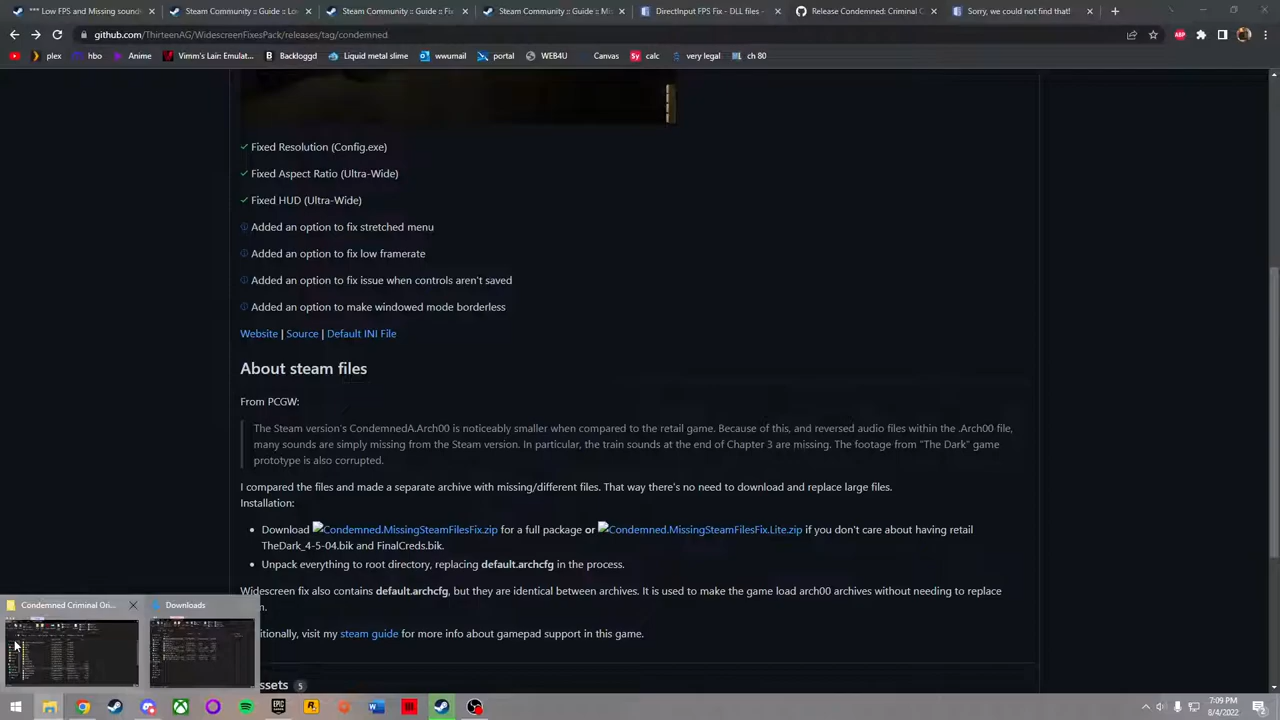 ** Low FPS and Missing sound
Steam Community :: Guide :: Lo
Steam Community :: Guide :: Fix
Steam Community :: Guide :: Mi
DirectInput FPS Fix - DLL files -
Release Condemned: Criminal O
Sorry, we could not find that!
github.com/ThirteenAG/WidescreenFixesPack/releases/tag/condemned
plex
hbo
Anime
Vimm's Lair: Emulat...
Backloggd
Liquid metal slime
wwumail
portal
WEB4U
Canvas
calc
very legal
ch 80
Fixed Resolution (Config.exe)
Fixed Aspect Ratio (Ultra-Wide)
Fixed HUD (Ultra-Wide)
Added an option to fix stretched menu
Added an option to fix low framerate
Added an option to fix issue when controls aren't saved
Added an option to make windowed mode borderless
Website | Source | Default INI File
About steam files
From PCGW:
The Steam version's CondemnedA.Arch00 is noticeably smaller when compared to the retail game. Because of this, and reversed audio files within the .Arch00 file,
many sounds are simply missing from the Steam version. In particular, the train sounds at the end of Chapter 3 are missing. The footage from "The Dark" game
prototype is also corrupted.
I compared the files and made a separate archive with missing/different files. That way there's no need to download and replace large files.
Installation:
• Download Condemned.MissingSteamFilesFix.zip for a full package or Condemned.MissingSteamFilesFix.Lite.zip if you don't care about having retail
TheDark_4-5-04.bik and FinalCreds.bik.
• Unpack everything to root directory, replacing default.archcfg in the process.
Widescreen fix also contains default.archcfg, but they are identical between archives. It is used to make the game load arch00 archives without needing to replace
m.
itionally, visit my steam guide for more info about gamepad support in this game.
Condemned Criminal Ori...
Downloads
ssets 5
7:09 PM
8/4/2022